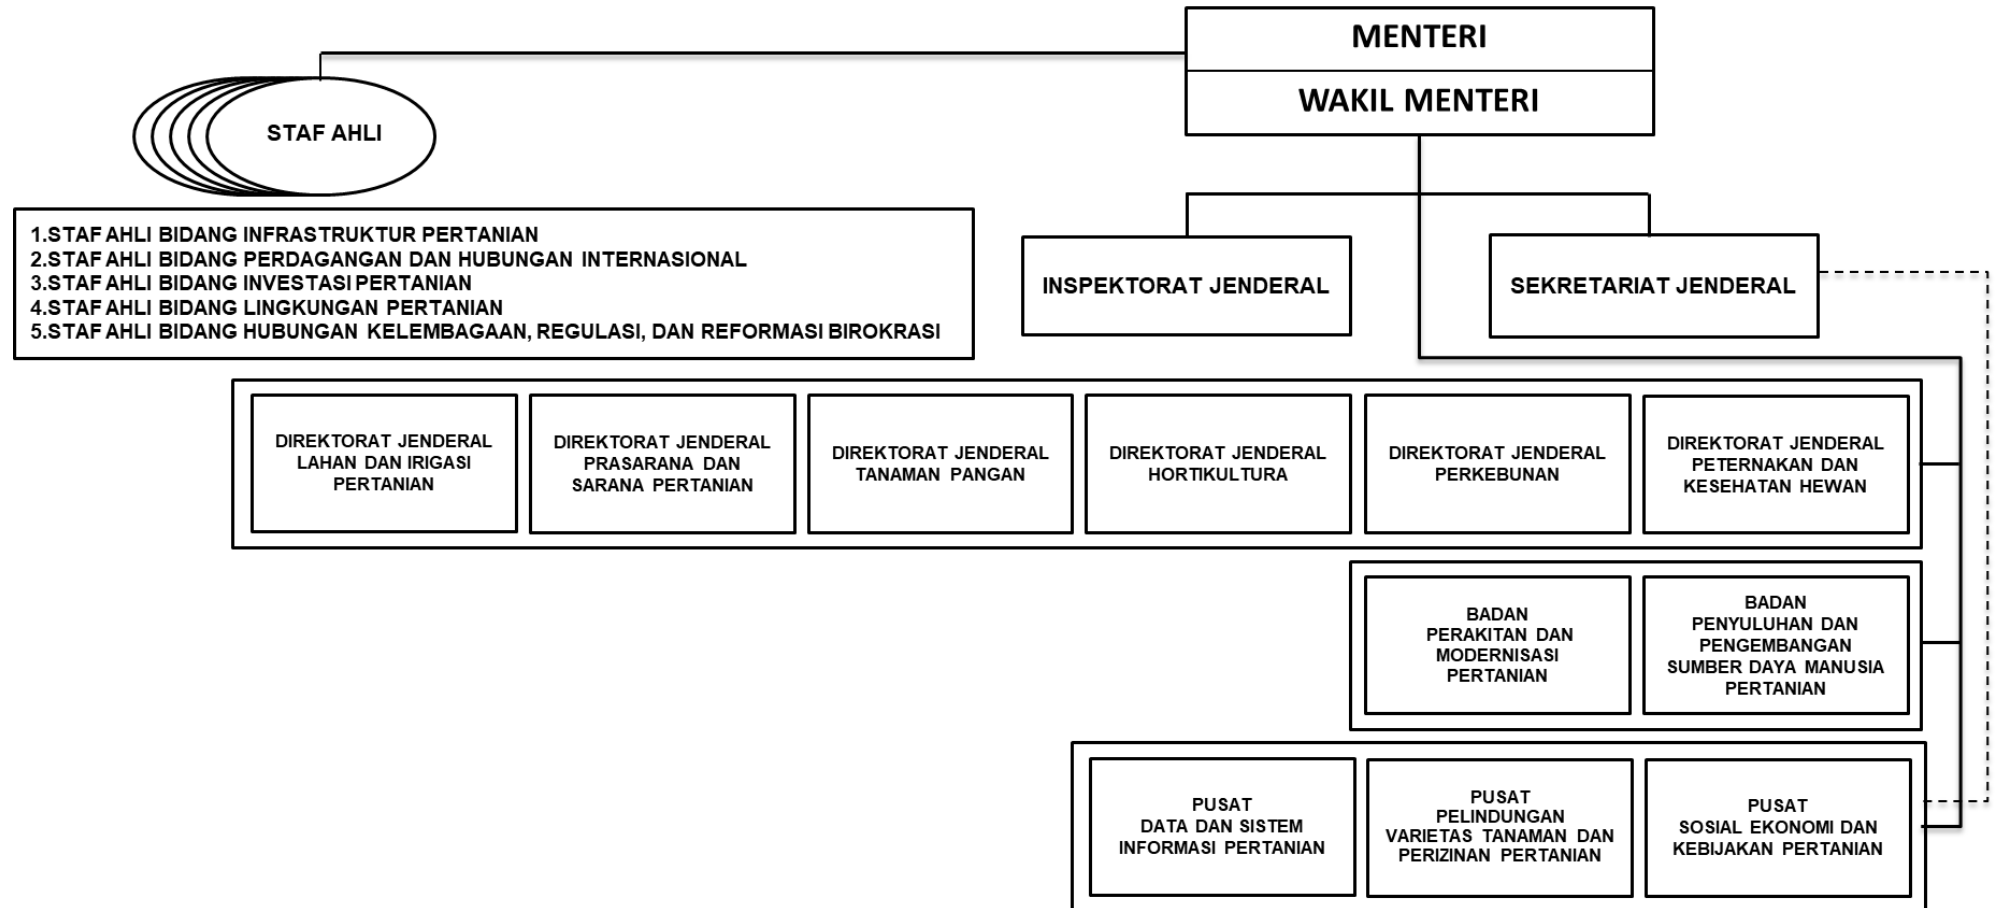 MENTERI
WAKIL MENTERI
STAF AHLI
1.STAF AHLI BIDANG INFRASTRUKTUR PERTANIAN
2.STAF AHLI BIDANG PERDAGANGAN DAN HUBUNGAN INTERNASIONAL
3.STAF AHLI BIDANG INVESTASI PERTANIAN
4.STAF AHLI BIDANG LINGKUNGAN PERTANIAN
5.STAF AHLI BIDANG HUBUNGAN KELEMBAGAAN, REGULASI, DAN REFORMASI BIROKRASI
INSPEKTORAT JENDERAL
SEKRETARIAT JENDERAL
DIREKTORAT JENDERAL
LAHAN DAN IRIGASI
PERTANIAN
DIREKTORAT JENDERAL
PRASARANA DAN
SARANA PERTANIAN
DIREKTORAT JENDERAL
TANAMAN PANGAN
DIREKTORAT JENDERAL
HORTIKULTURA
DIREKTORAT JENDERAL
PERKEBUNAN
DIREKTORAT JENDERAL
PETERNAKAN DAN
KESEHATAN HEWAN
BADAN
PERAKITAN DAN
MODERNISASI
PERTANIAN
BADAN
PENYULUHAN DAN
PENGEMBANGAN
SUMBER DAYA MANUSIA
PERTANIAN
PUSAT
DATA DAN SISTEM
INFORMASI PERTANIAN
PUSAT
PELINDUNGAN
VARIETAS TANAMAN DAN
PERIZINAN PERTANIAN
PUSAT
SOSIAL EKONOMI DAN
KEBIJAKAN PERTANIAN